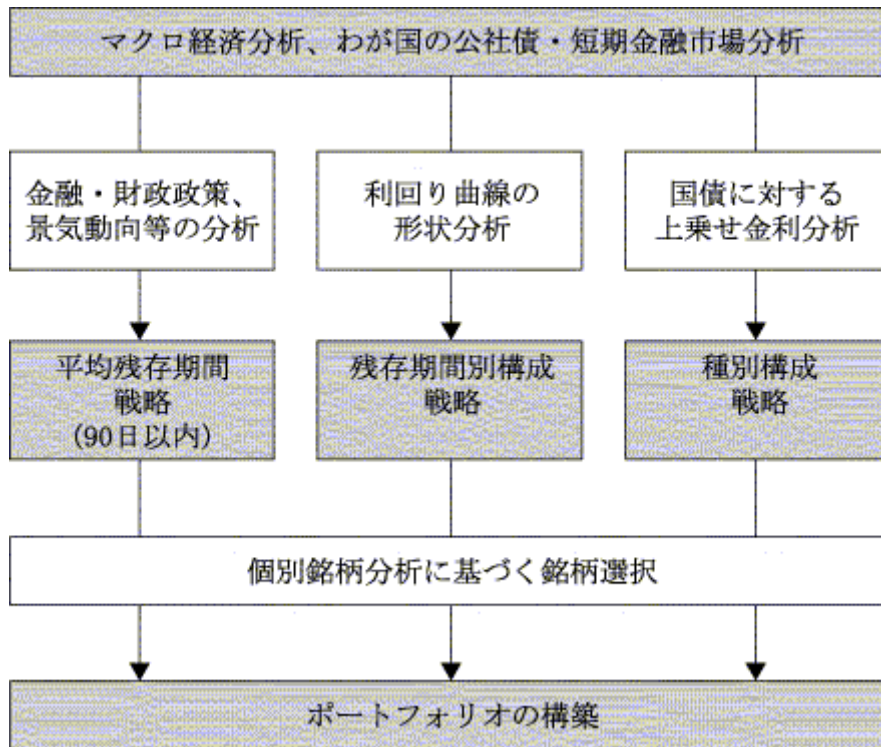 マクロ経済分析、わが国の公社債・短期金融市場分析
金融・財政政策、
景気動向等の分析
利回り曲線の
形状分析
国債に対する
上乗せ金利分析
平均残存期間
戦略
(90日以内)
残存期間別構成
戦略
種別構成
戦略
個別銘柄分析に基づく銘柄選択
ポートフォリオの構築